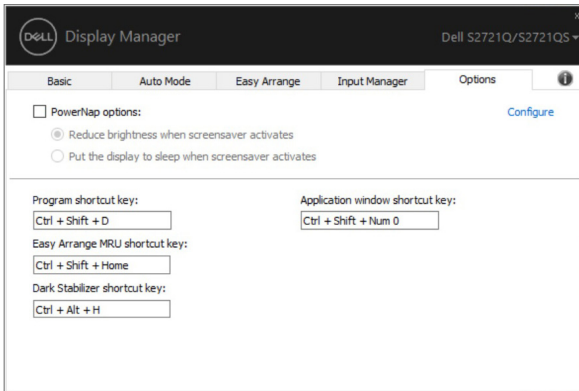 DELL Display Manager
x
Dell S2721Q/S2721QS
Basic Auto Mode Easy Arrange Input Manager Options i
PowerNap options: Configure
Reduce brightness when screensaver activates
Put the display to sleep when screensaver activates
Program shortcut key: Application window shortcut key:
Ctrl + Shift + D Ctrl + Shift + Num 0
Easy Arrange MRU shortcut key:
Ctrl + Shift + Home
Dark Stabilizer shortcut key:
Ctrl + Alt + H